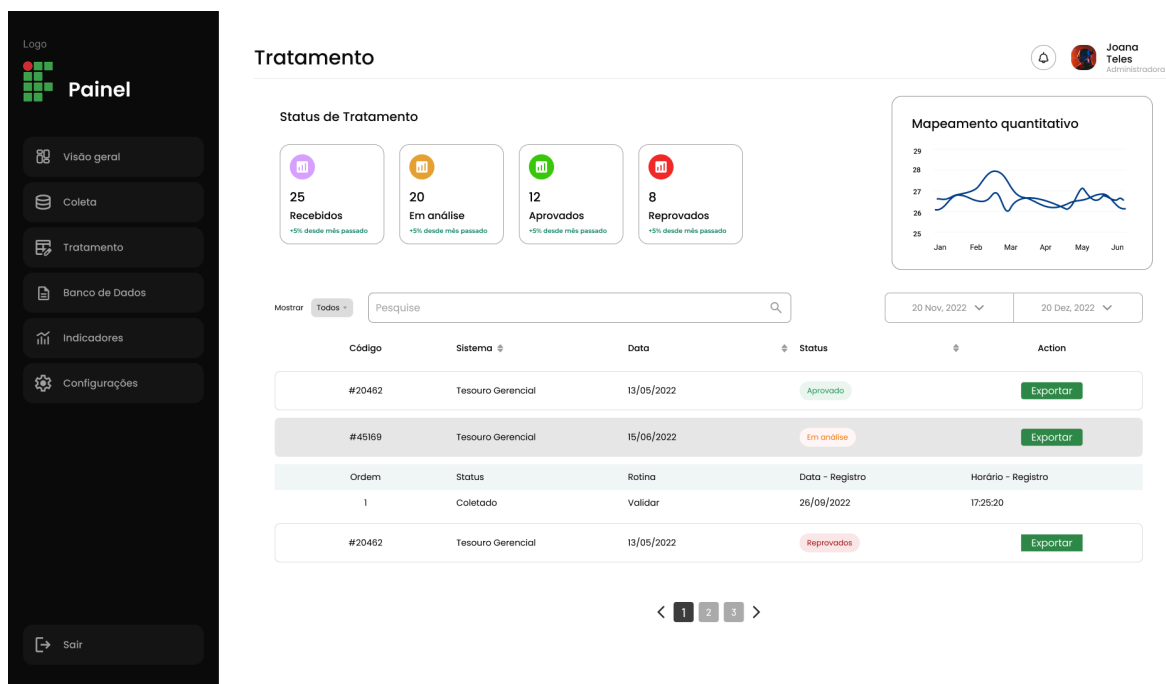 Logo
Painel
Visão geral
Coleta
Tratamento
Banco de Dados
Indicadores
Configurações
Sair
Tratamento
Joana
Teles
Administradora
Status de Tratamento
25
Recebidos
+5% desde mês passado
20
Em análise
+5% desde mês passado
12
Aprovados
+5% desde mês passado
8
Reprovados
+5% desde mês passado
Mapeamento quantitativo
29
28
27
26
25
Jan Feb Mar Apr May Jun
Mostrar Todos Pesquise 20 Nov, 2022 20 Dez, 2022
Código Sistema Data Status Action
#20462 Tesouro Gerencial 13/05/2022 Aprovado Exportar
#45169 Tesouro Gerencial 15/06/2022 Em análise Exportar
Ordem Status Rotina Data - Registro Horário - Registro
1 Coletado Validar 26/09/2022 17:25:20
#20462 Tesouro Gerencial 13/05/2022 Reprovados Exportar
1 2 3